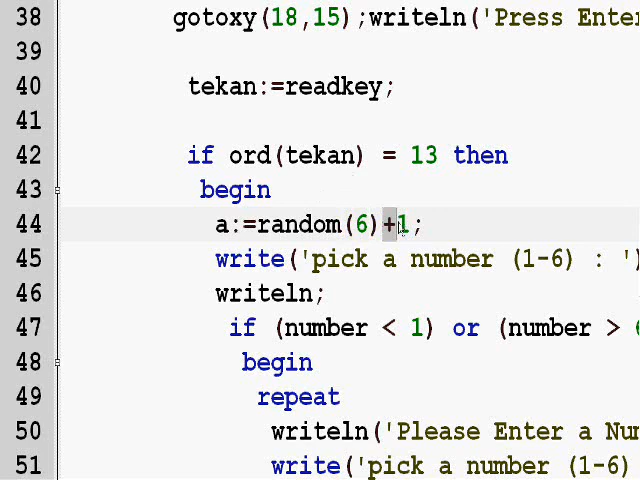 38 gotoxy(18,15);writeln('Press Enter
39
40 tekan:=readkey;
41
42 if ord(tekan) = 13 then
43 begin
44 a:=random(6)+1;
45 write('pick a number (1-6) : ')
46 writeln;
47 if (number < 1) or (number > 6
48 begin
49 repeat
50 writeln('Please Enter a Num
51 write('pick a number (1-6)